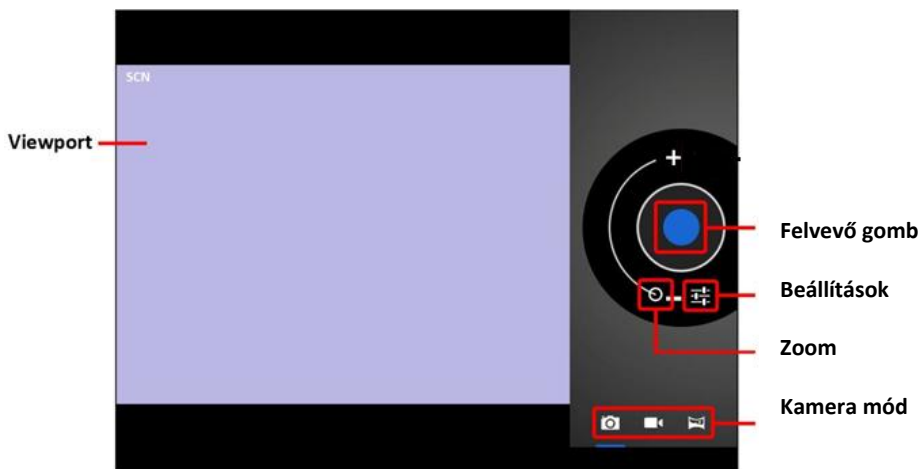 SCN
Viewport
Felvevő gomb
Beállítások
Zoom
Kamera mód